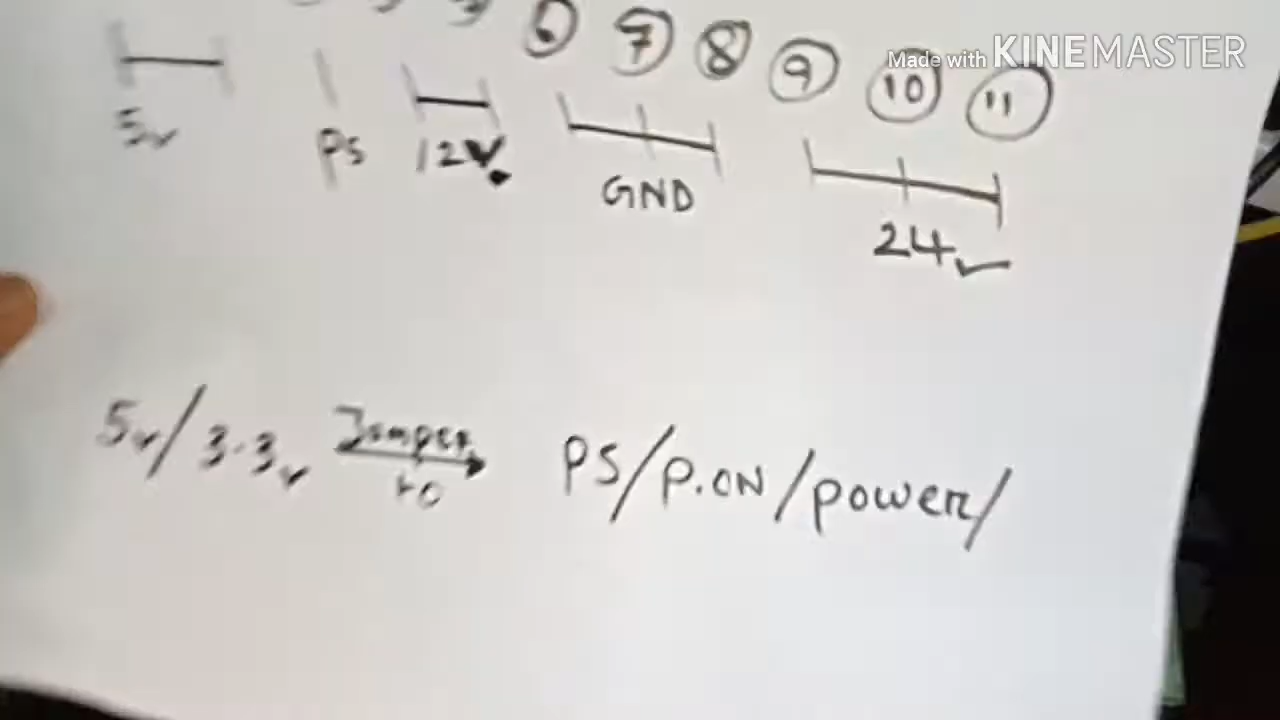 Made with KINEMASTER
6 7 8 9 10 11
5v PS 12V GND 24v
5v/3.3v Jumper to PS/P.ON/power/